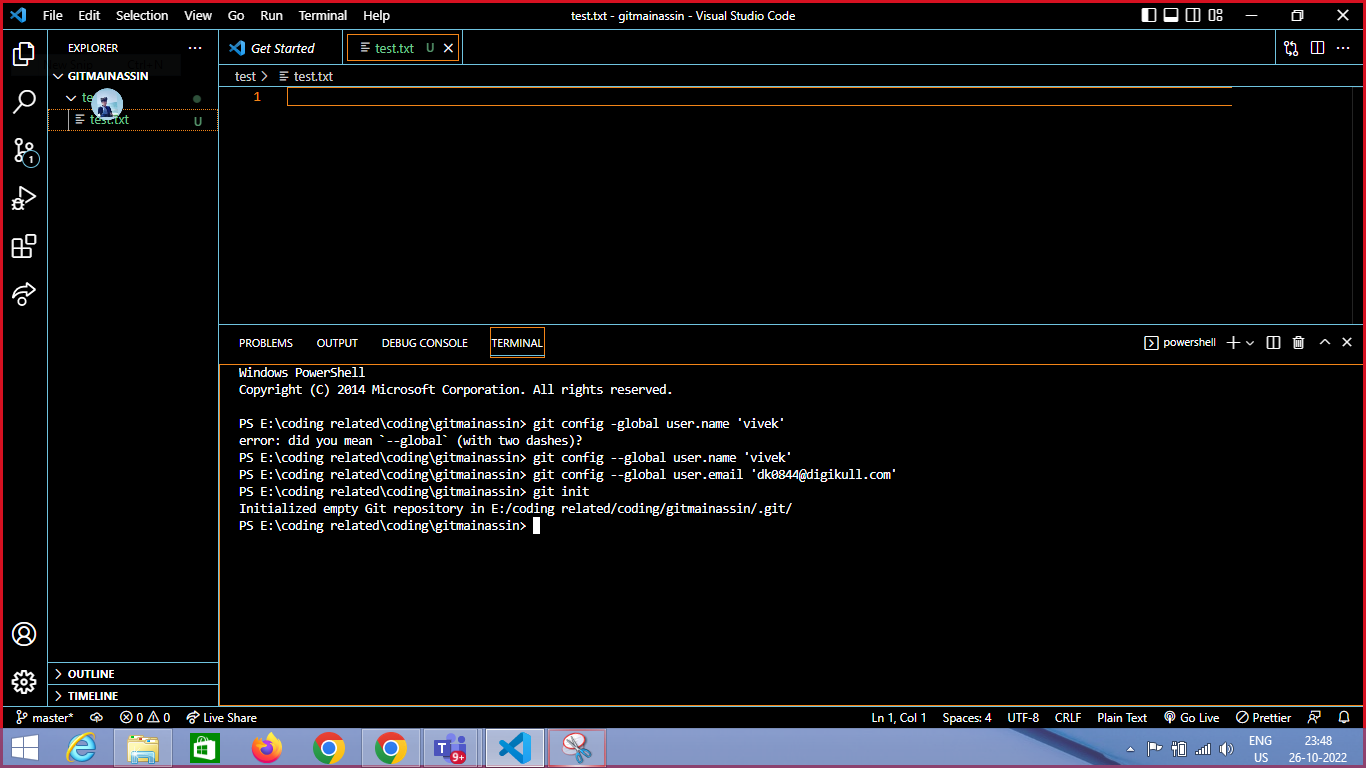 File Edit Selection View Go Run Terminal Help
test.txt - gitmainassin - Visual Studio Code
EXPLORER
GITMAINASSIN
test.txt U
1
Get Started
test.txt U
test > test.txt
1
PROBLEMS OUTPUT DEBUG CONSOLE TERMINAL
powershell
Windows PowerShell
Copyright (C) 2014 Microsoft Corporation. All rights reserved.
PS E:\coding related\coding\gitmainassin> git config -global user.name 'vivek'
error: did you mean `--global` (with two dashes)?
PS E:\coding related\coding\gitmainassin> git config --global user.name 'vivek'
PS E:\coding related\coding\gitmainassin> git config --global user.email 'dk0844@digikull.com'
PS E:\coding related\coding\gitmainassin> git init
Initialized empty Git repository in E:/coding related/coding/gitmainassin/.git/
PS E:\coding related\coding\gitmainassin>
OUTLINE
TIMELINE
master* 0 0 Live Share
Ln 1, Col 1 Spaces: 4 UTF-8 CRLF Plain Text Go Live Prettier
9+
ENG
US
23:48
26-10-2022